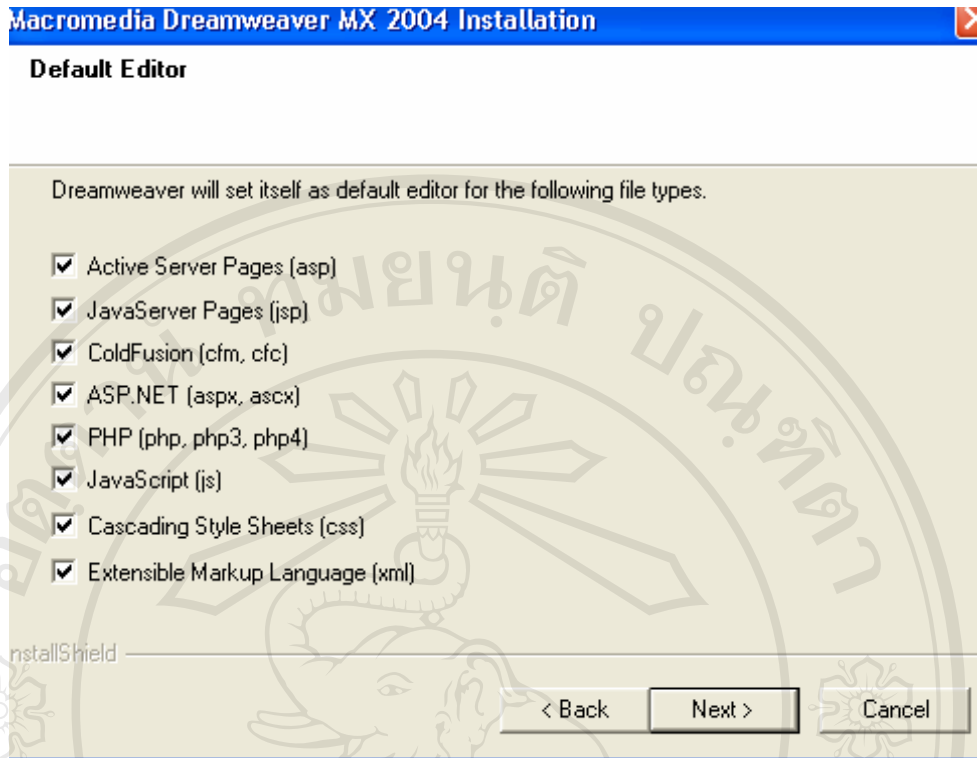 Macromedia Dreamweaver MX 2004 Installation
Default Editor
Dreamweaver will set itself as default editor for the following file types.
Active Server Pages (asp)
JavaServer Pages (jsp)
ColdFusion (cfm, cfc)
ASP.NET (aspx, ascx)
PHP (php, php3, php4)
JavaScript (js)
Cascading Style Sheets (css)
Extensible Markup Language (xml)
nstallShield
< Back
Next >
Cancel